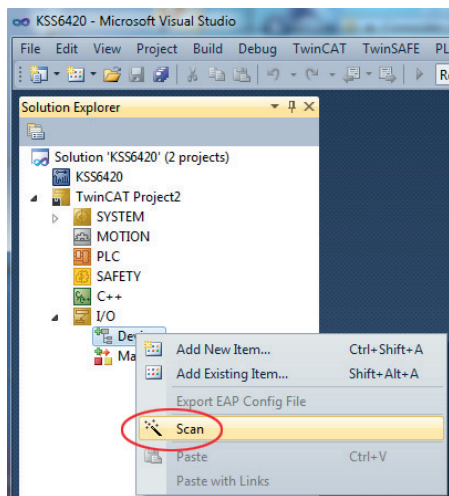 KSS6420 - Microsoft Visual Studio
File Edit View Project Build Debug TwinCAT TwinSAFE PL
Solution Explorer
Solution 'KSS6420' (2 projects)
KSS6420
TwinCAT Project2
SYSTEM
MOTION
PLC
SAFETY
C++
I/O
Add New Item... Ctrl+Shift+A
Add Existing Item... Shift+Alt+A
Export EAP Config File
Scan
Paste Ctrl+V
Paste with Links